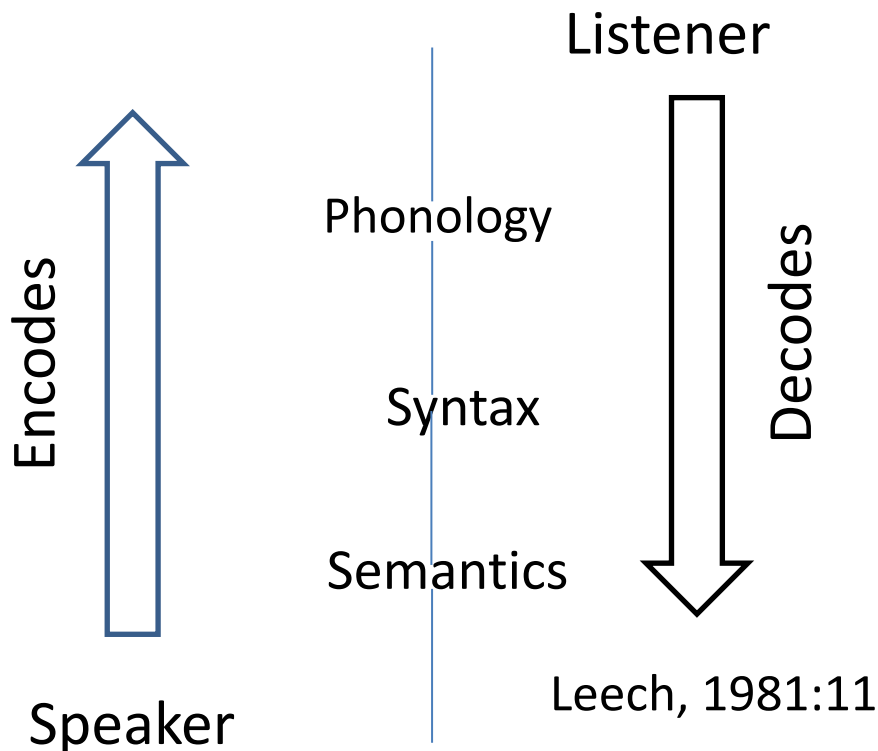 Listener
Phonology
Encodes
Decodes
Syntax
Semantics
Leech, 1981:11
Speaker